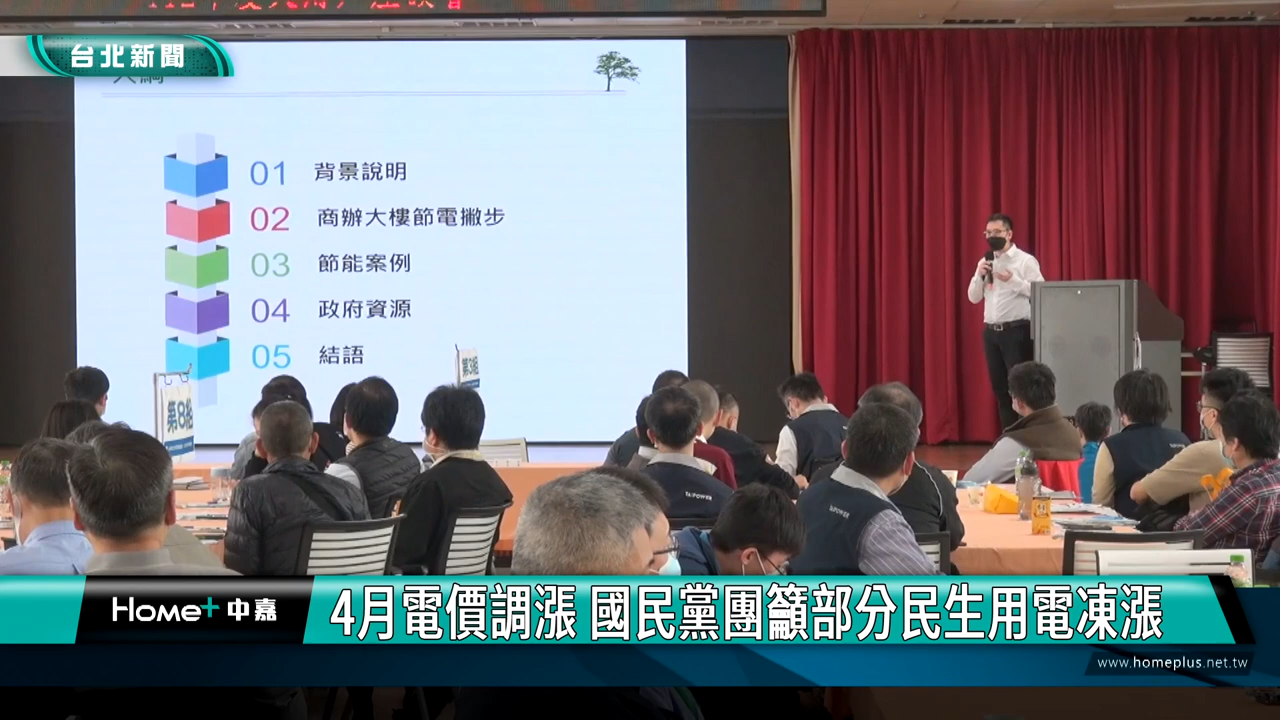 台北新聞
大綱
01 背景說明
02 商辦大樓節電撇步
03 節能案例
04 政府資源
05 結語
第8組
TAIPOWER
TAIPOWER
Home+ 中嘉
4月電價調漲 國民黨團籲部分民生用電凍漲
www.homeplus.net.tw